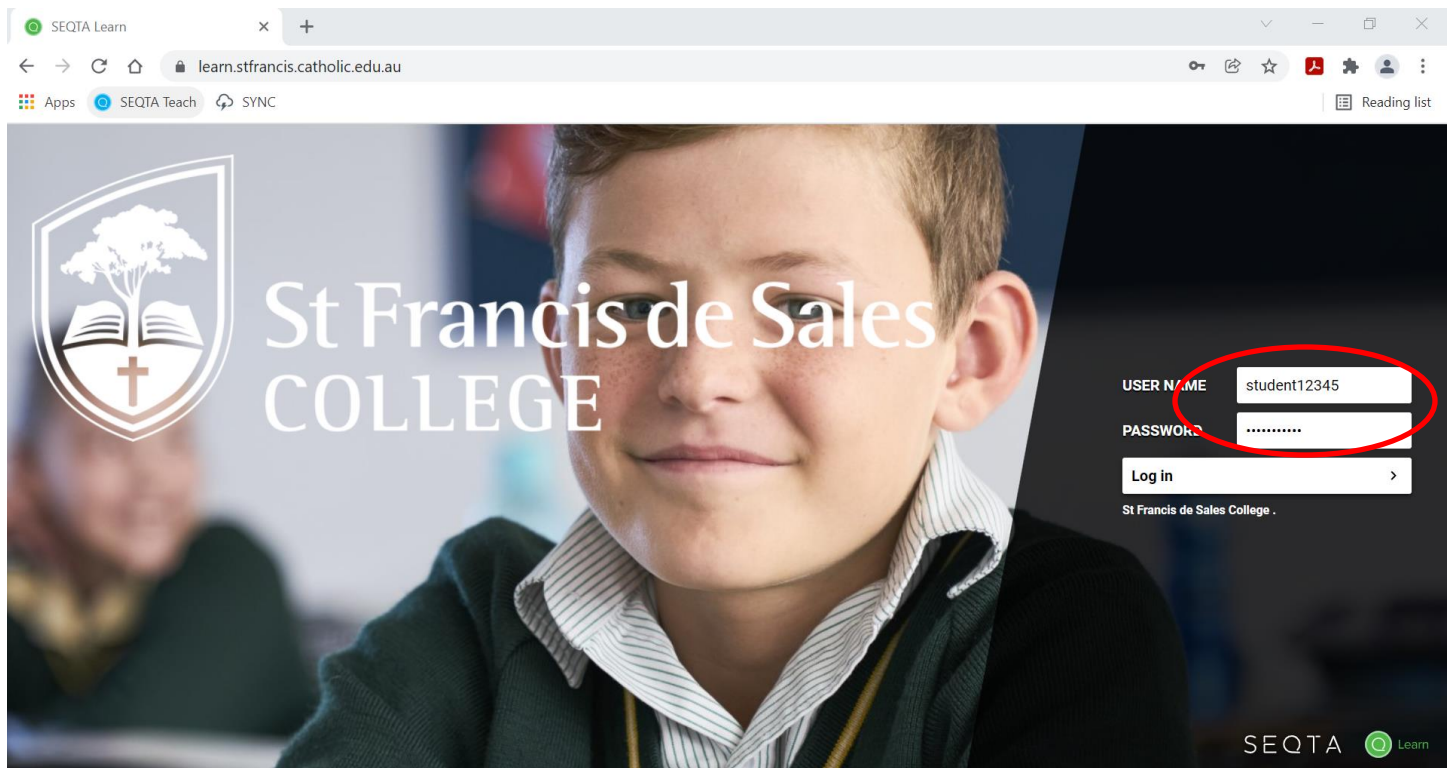 SEQTA Learn
learn.stfrancis.catholic.edu.au
Apps SEQTA Teach SYNC Reading list
St Francis de Sales
COLLEGE
USER NAME student12345
PASSWORD •••••••••••
Log in
St Francis de Sales College .
SEQTA Learn